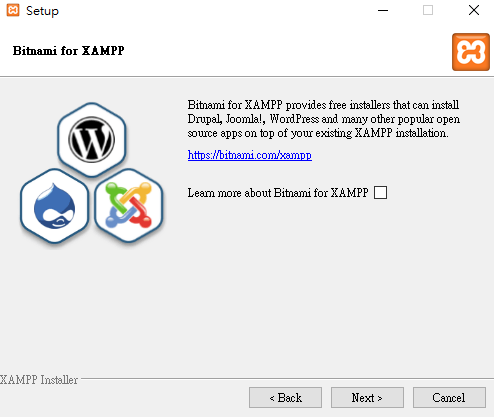 Setup
Bitnami for XAMPP
Bitnami for XAMPP provides free installers that can install
Drupal, Joomla!, WordPress and many other popular open
source apps on top of your existing XAMPP installation.
https://bitnami.com/xampp
Learn more about Bitnami for XAMPP
XAMPP Installer
< Back
Next >
Cancel